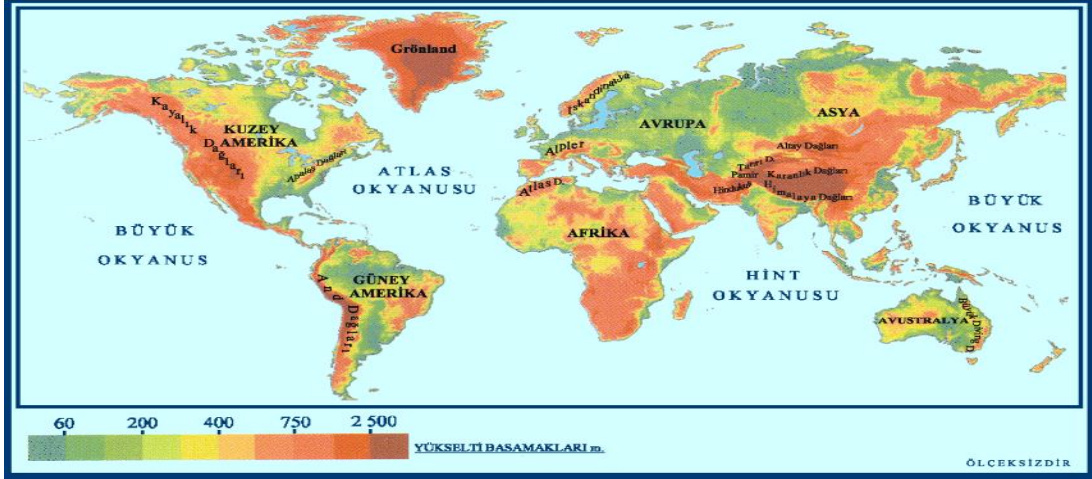 Grönland
İskandinavya
Kayalık Dağları
KUZEY
AMERİKA
Apalaş Dağları
AVRUPA
ASYA
Alpler
Altay Dağları
Tanrı D.
Pamir
Karanlık Dağları
Hindukuş
Himalaya Dağları
Atlas D.
ATLAS
OKYANUSU
BÜYÜK
OKYANUS
AFRİKA
BÜYÜK
OKYANUS
HİNT
OKYANUSU
GÜNEY
AMERİKA
And Dağları
AVUSTRALYA
60 200 400 750 2 500
YÜKSELTİ BASAMAKLARI m.
ÖLÇEKSİZDİR